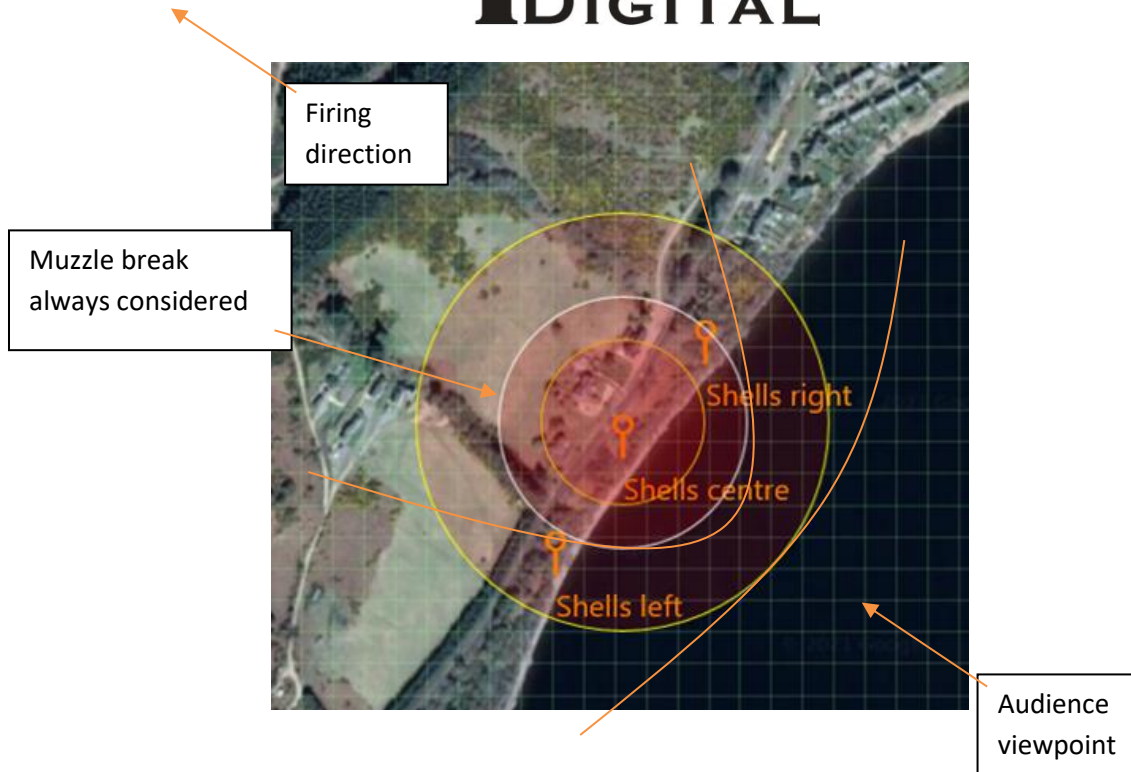 DIGITAL
Firing
direction
Muzzle break
always considered
Shells right
Shells centre
Shells left
Audience
viewpoint